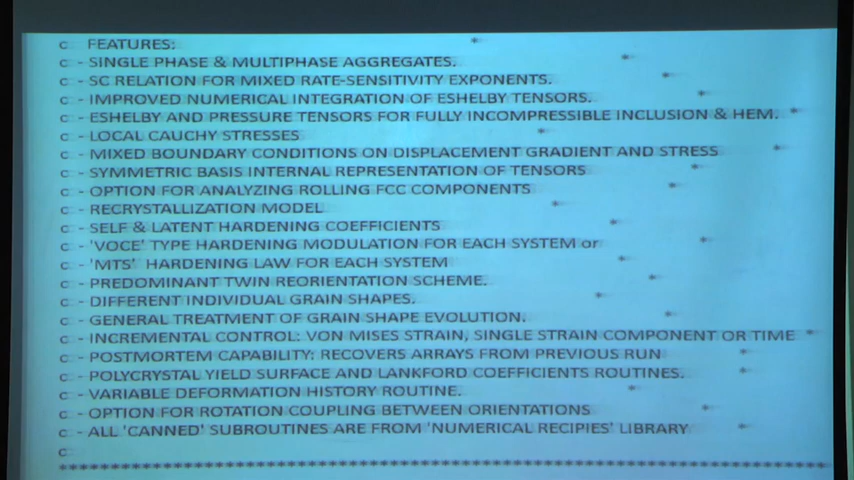 c FEATURES: *
c - SINGLE PHASE & MULTIPHASE AGGREGATES. *
c - SC RELATION FOR MIXED RATE-SENSITIVITY EXPONENTS. *
c - IMPROVED NUMERICAL INTEGRATION OF ESHELBY TENSORS. *
c - ESHELBY AND PRESSURE TENSORS FOR FULLY INCOMPRESSIBLE INCLUSION & HEM. *
c - LOCAL CAUCHY STRESSES *
c - MIXED BOUNDARY CONDITIONS ON DISPLACEMENT GRADIENT AND STRESS *
c - SYMMETRIC BASIS INTERNAL REPRESENTATION OF TENSORS *
c - OPTION FOR ANALYZING ROLLING FCC COMPONENTS *
c - RECRYSTALLIZATION MODEL *
c - SELF & LATENT HARDENING COEFFICIENTS *
c - 'VOCE' TYPE HARDENING MODULATION FOR EACH SYSTEM or *
c - 'MTS' HARDENING LAW FOR EACH SYSTEM *
c - PREDOMINANT TWIN REORIENTATION SCHEME. *
c - DIFFERENT INDIVIDUAL GRAIN SHAPES. *
c - GENERAL TREATMENT OF GRAIN SHAPE EVOLUTION. *
c - INCREMENTAL CONTROL: VON MISES STRAIN, SINGLE STRAIN COMPONENT OR TIME *
c - POSTMORTEM CAPABILITY: RECOVERS ARRAYS FROM PREVIOUS RUN *
c - POLYCRYSTAL YIELD SURFACE AND LANKFORD COEFFICIENTS ROUTINES. *
c - VARIABLE DEFORMATION HISTORY ROUTINE. *
c - OPTION FOR ROTATION COUPLING BETWEEN ORIENTATIONS *
c - ALL 'CANNED' SUBROUTINES ARE FROM 'NUMERICAL RECIPIES' LIBRARY *
c